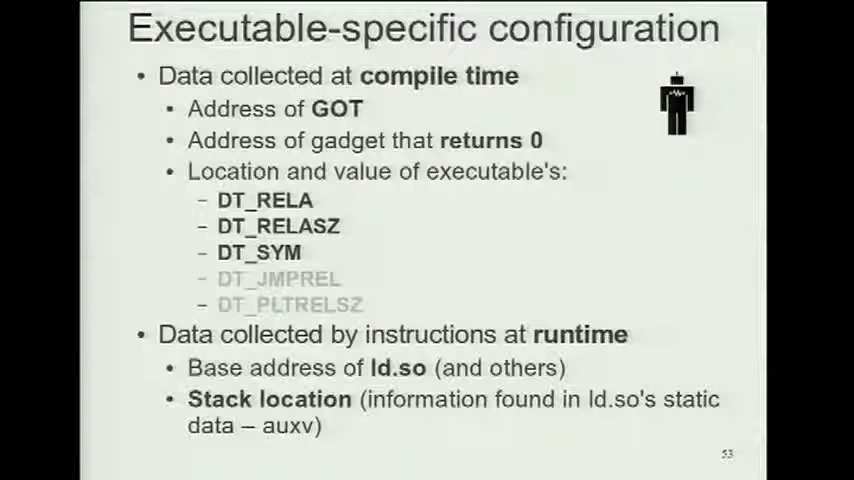 Executable-specific configuration
• Data collected at compile time
• Address of GOT
• Address of gadget that returns 0
• Location and value of executable's:
– DT_RELA
– DT_RELASZ
– DT_SYM
– DT_JMPREL
– DT_PLTRELSZ
• Data collected by instructions at runtime
• Base address of ld.so (and others)
• Stack location (information found in ld.so's static
data – auxv)
53